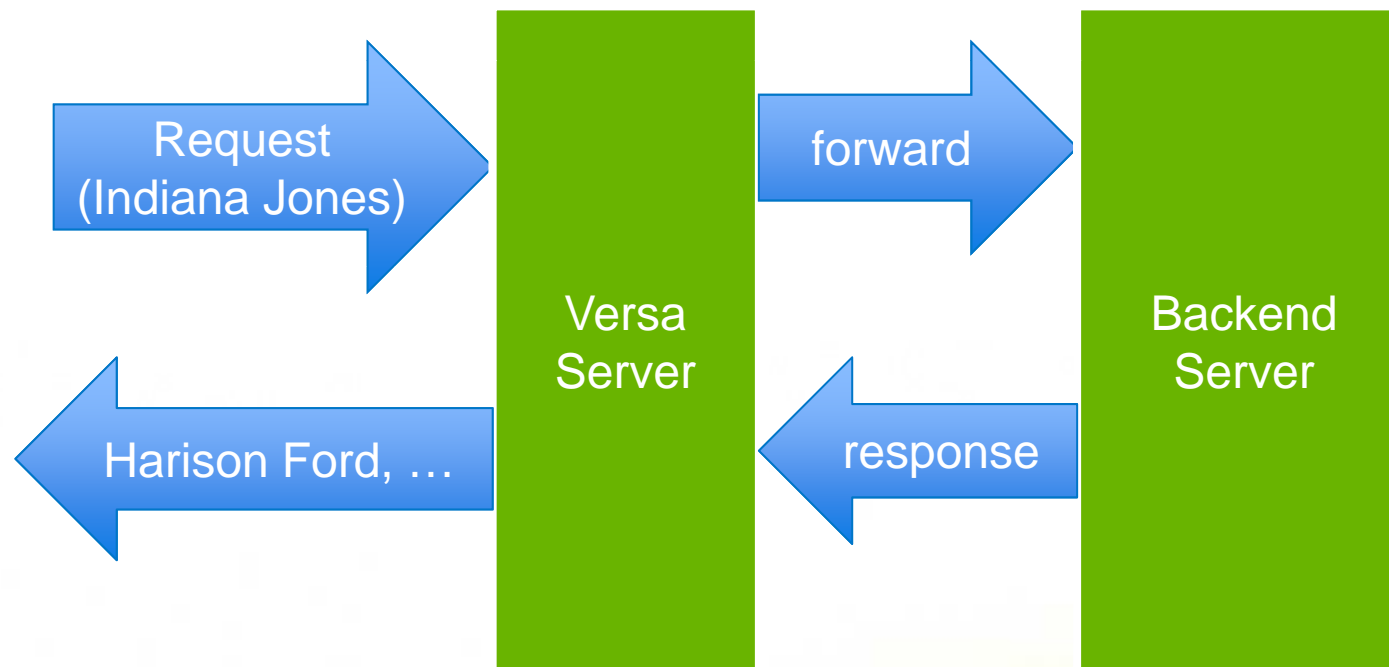 Request
(Indiana Jones)
forward
Versa
Server
Backend
Server
Harison Ford, …
response